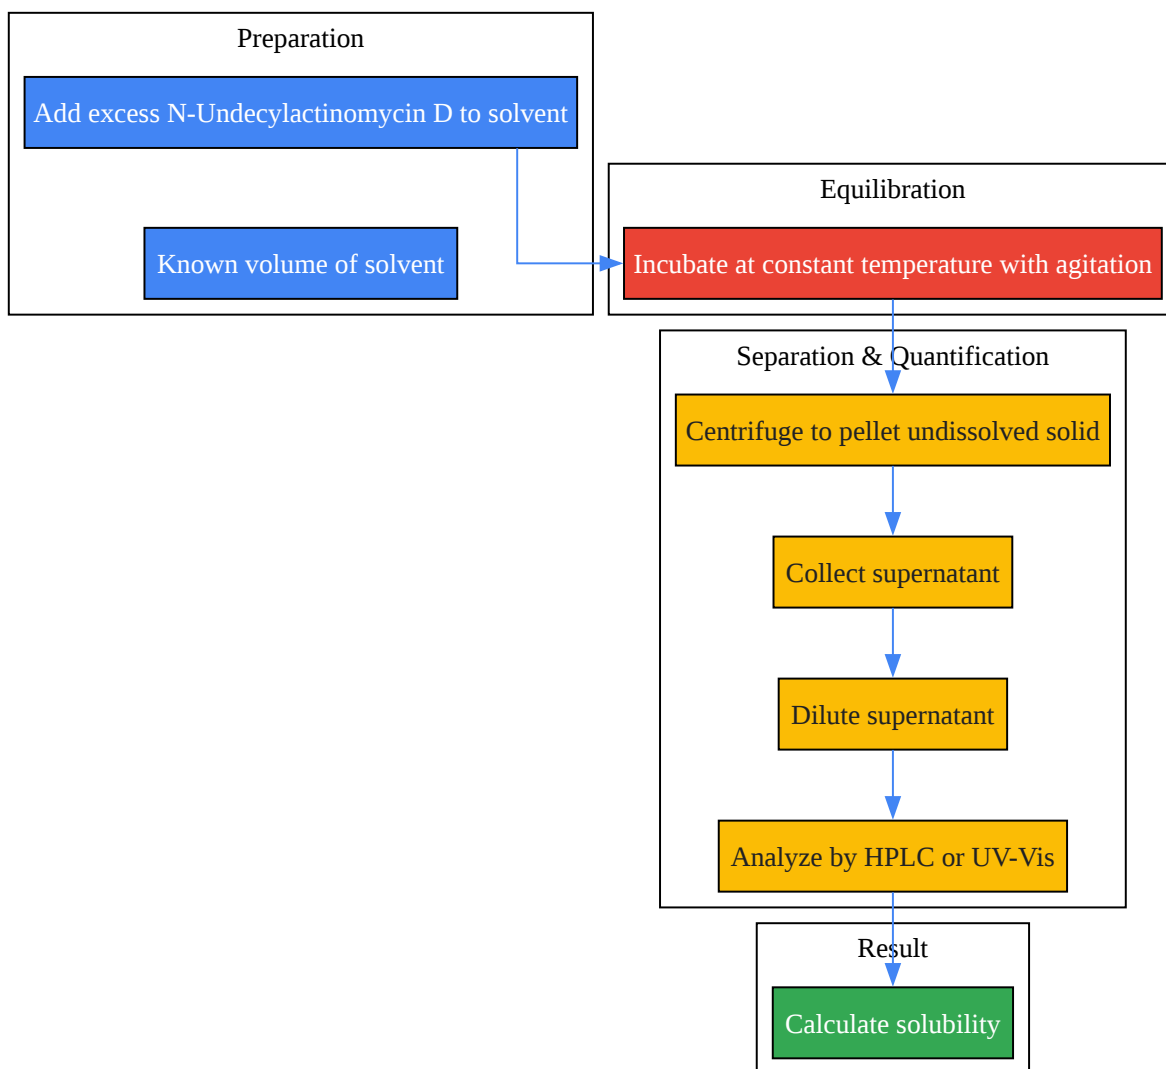 Preparation
Add excess N-Undecylactinomycin D to solvent
Known volume of solvent
Equilibration
Incubate at constant temperature with agitation
Separation & Quantification
Centrifuge to pellet undissolved solid
Collect supernatant
Dilute supernatant
Analyze by HPLC or UV-Vis
Result
Calculate solubility